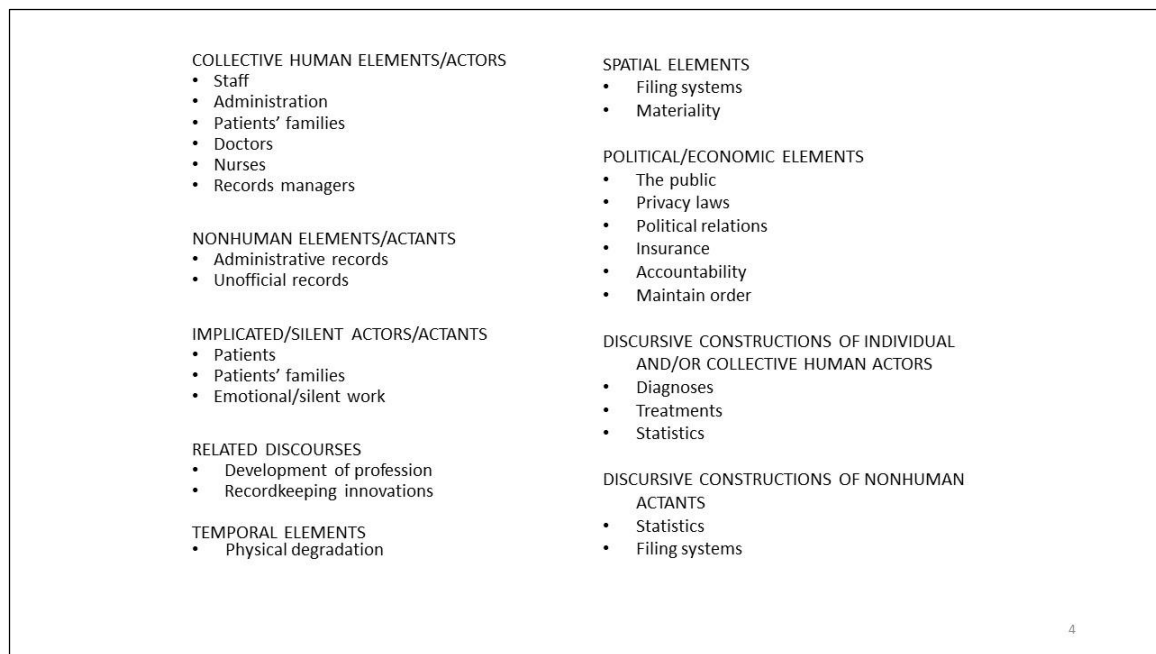 COLLECTIVE HUMAN ELEMENTS/ACTORS
• Staff
• Administration
• Patients’ families
• Doctors
• Nurses
• Records managers
NONHUMAN ELEMENTS/ACTANTS
• Administrative records
• Unofficial records
IMPLICATED/SILENT ACTORS/ACTANTS
• Patients
• Patients’ families
• Emotional/silent work
RELATED DISCOURSES
• Development of profession
• Recordkeeping innovations
TEMPORAL ELEMENTS
• Physical degradation
SPATIAL ELEMENTS
• Filing systems
• Materiality
POLITICAL/ECONOMIC ELEMENTS
• The public
• Privacy laws
• Political relations
• Insurance
• Accountability
• Maintain order
DISCURSIVE CONSTRUCTIONS OF INDIVIDUAL
AND/OR COLLECTIVE HUMAN ACTORS
• Diagnoses
• Treatments
• Statistics
DISCURSIVE CONSTRUCTIONS OF NONHUMAN
ACTANTS
• Statistics
• Filing systems
4